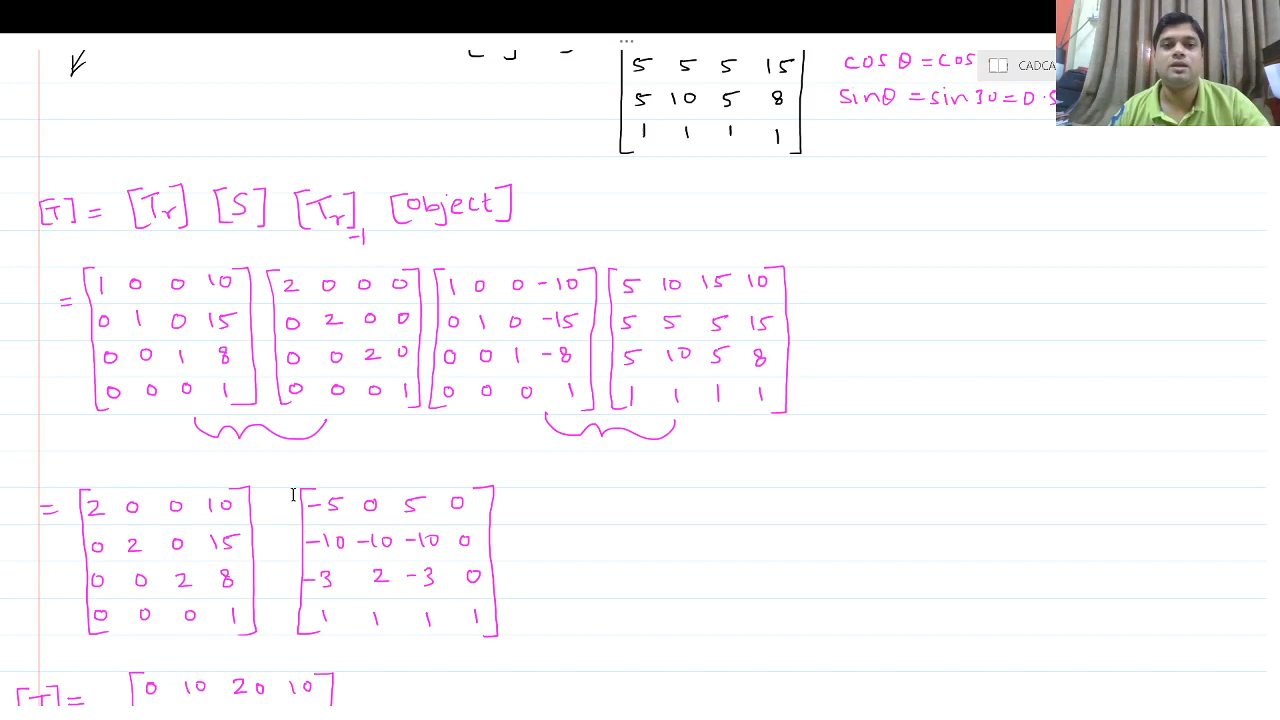 5 5 5 15
cos θ = cos
CADCA
5 10 5 8
sinθ = sin 30 = 0.5
1 1 1 1
[T] = [Tr] [S] [Tr]-1 [Object]
= [1 0 0 10] [2 0 0 0] [1 0 0 -10] [5 10 15 10]
[0 1 0 15] [0 2 0 0] [0 1 0 -15] [5 5 5 15]
[0 0 1 8] [0 0 2 0] [0 0 1 -8] [5 10 5 8]
[0 0 0 1] [0 0 0 1] [0 0 0 1] [1 1 1 1]
= [2 0 0 10] [-5 0 5 0]
[0 2 0 15] [-10 -10 -10 0]
[0 0 2 8] [-3 2 -3 0]
[0 0 0 1] [1 1 1 1]
[T] = [0 10 20 10]